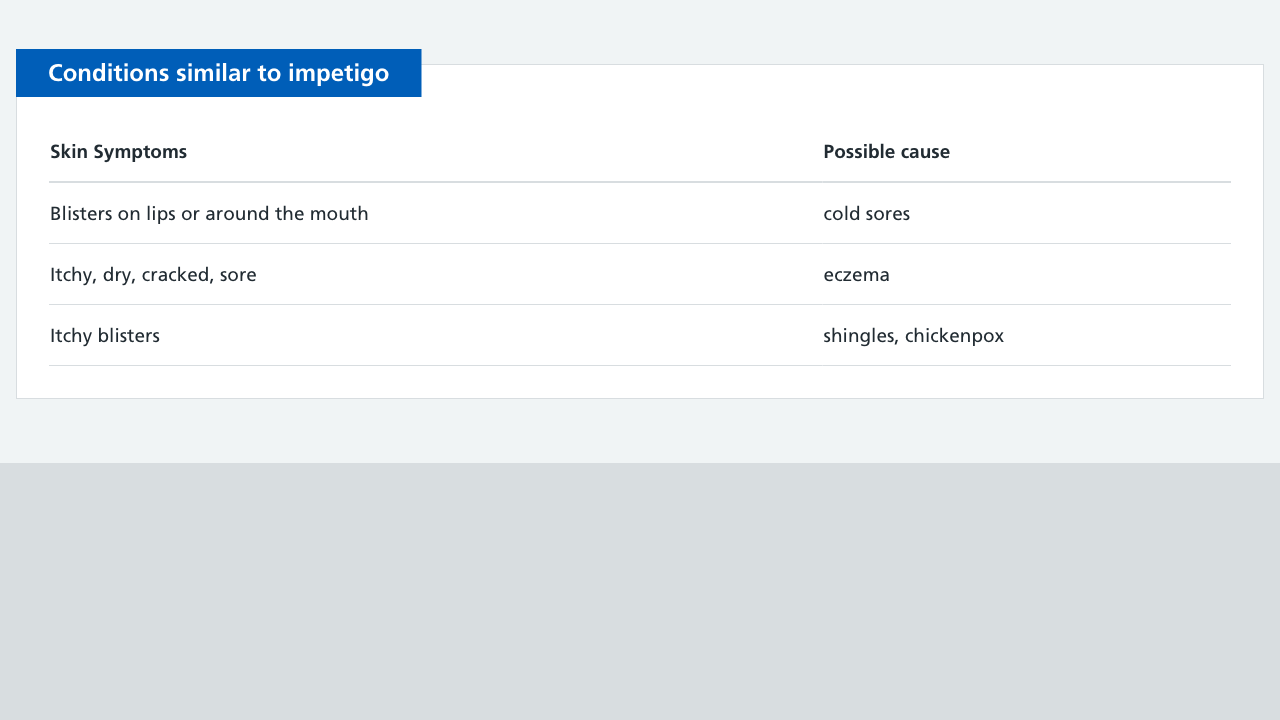 Conditions similar to impetigo
Skin Symptoms Possible cause
Blisters on lips or around the mouth cold sores
Itchy, dry, cracked, sore eczema
Itchy blisters shingles, chickenpox